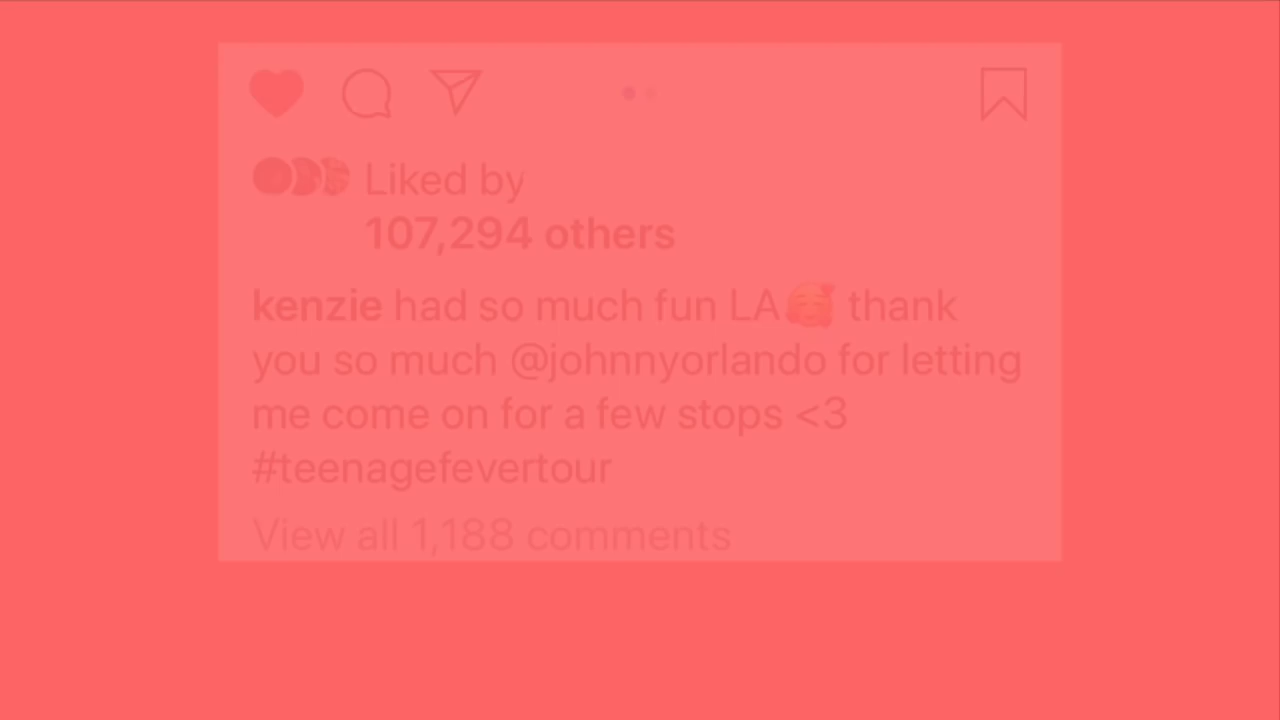 Liked by
107,294 others
kenzie had so much fun LA🥰 thank
you so much @johnnyorlando for letting
me come on for a few stops <3
#teenagefevertour
View all 1,188 comments